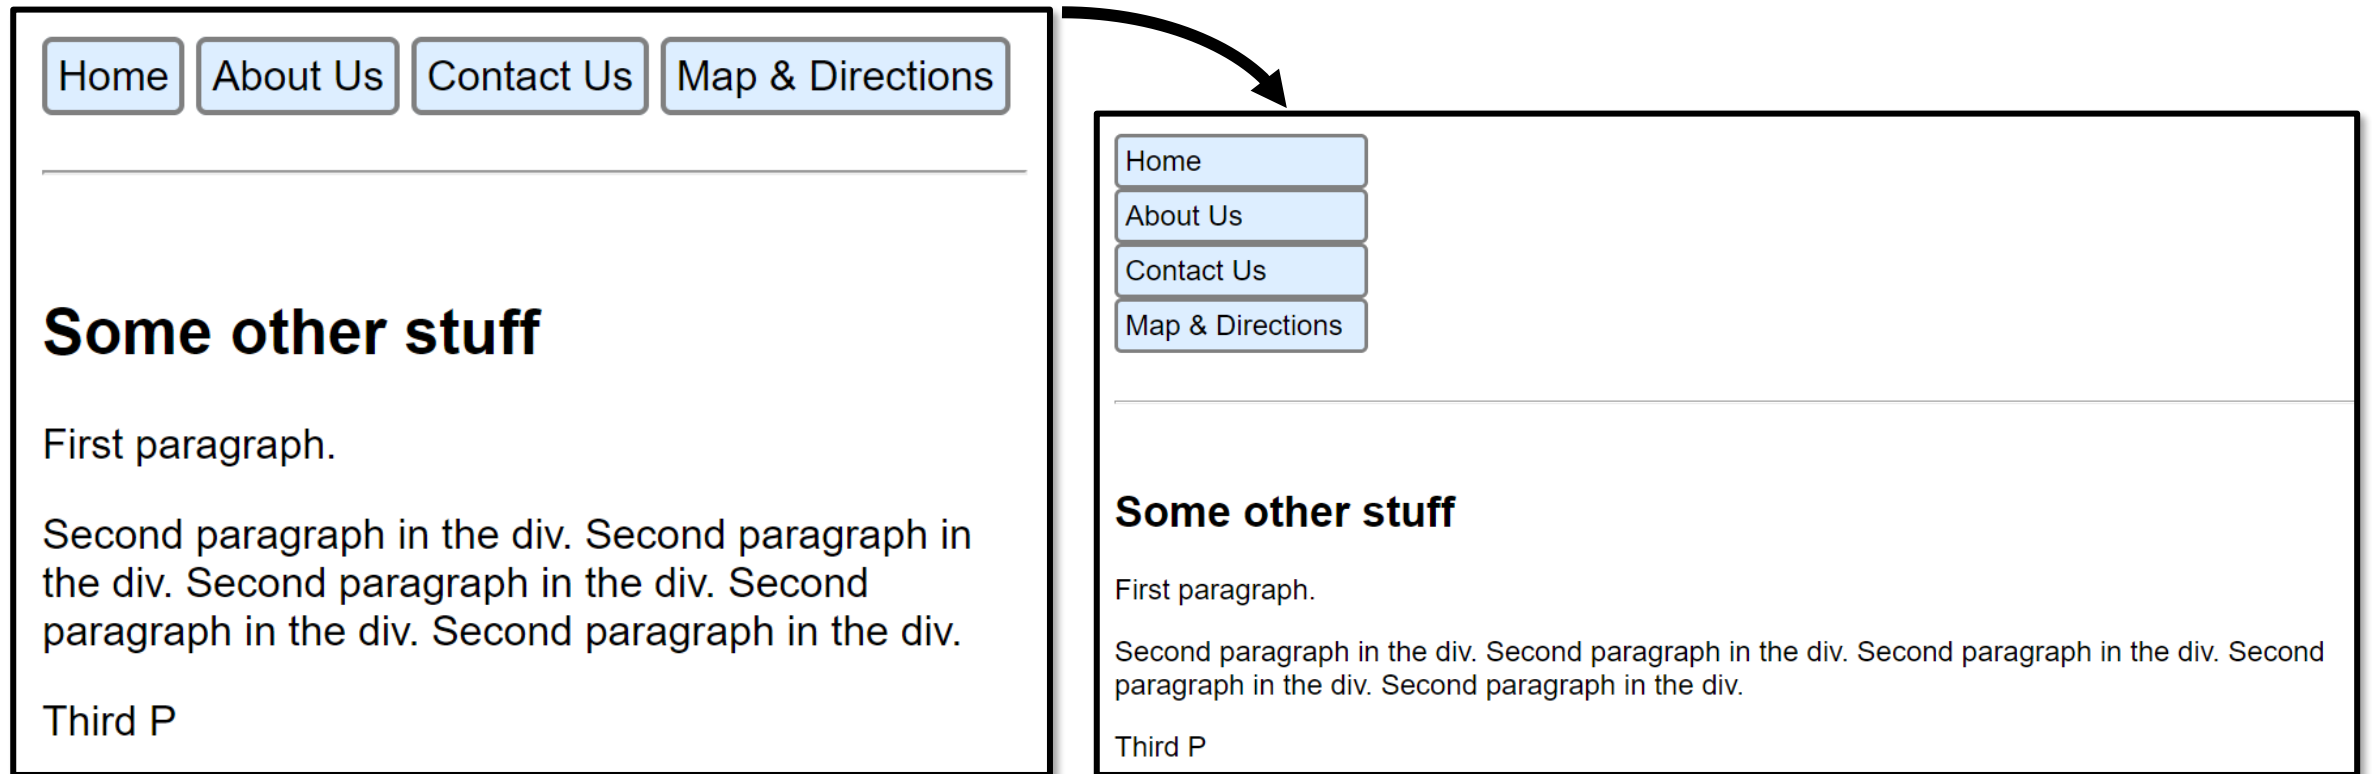 Home About Us Contact Us Map & Directions
Some other stuff
First paragraph.
Second paragraph in the div. Second paragraph in
the div. Second paragraph in the div. Second
paragraph in the div. Second paragraph in the div.
Third P
Home
About Us
Contact Us
Map & Directions
Some other stuff
First paragraph.
Second paragraph in the div. Second paragraph in the div. Second paragraph in the div. Second
paragraph in the div. Second paragraph in the div.
Third P